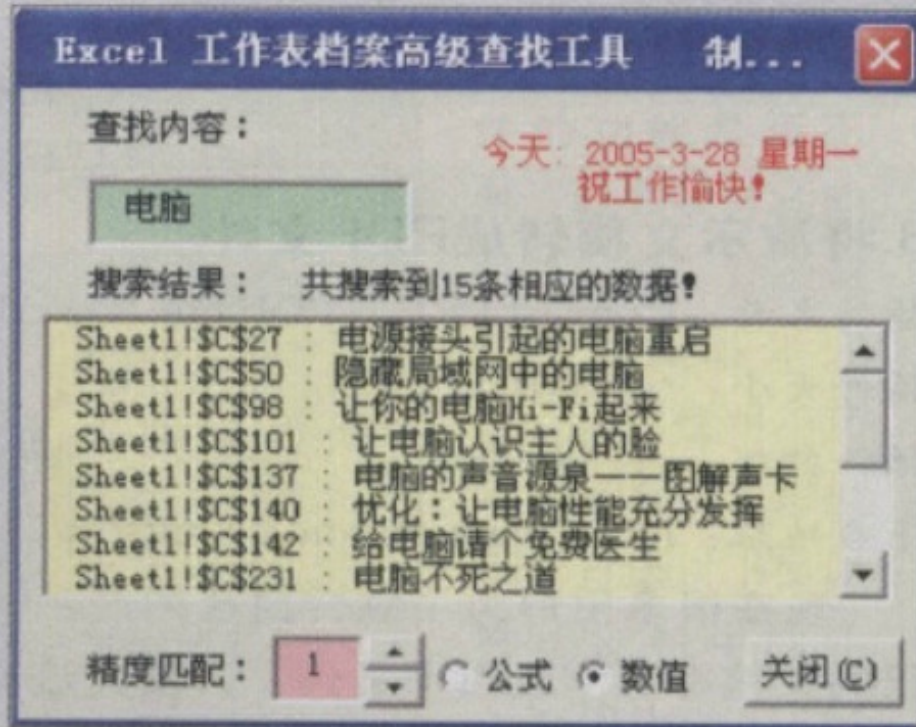 Excel 工作表档案高级查找工具 制...
查找内容：
今天: 2005-3-28 星期一
祝工作愉快!
电脑
搜索结果： 共搜索到15条相应的数据!
Sheet1!$C$27 : 电源接头引起的电脑重启
Sheet1!$C$50 : 隐藏局域网中的电脑
Sheet1!$C$98 : 让你的电脑Hi-Fi起来
Sheet1!$C$101 : 让电脑认识主人的脸
Sheet1!$C$137 : 电脑的声音源泉——图解声卡
Sheet1!$C$140 : 优化：让电脑性能充分发挥
Sheet1!$C$142 : 给电脑请个免费医生
Sheet1!$C$231 : 电脑不死之道
精度匹配： 1 公式 数值 关闭(C)